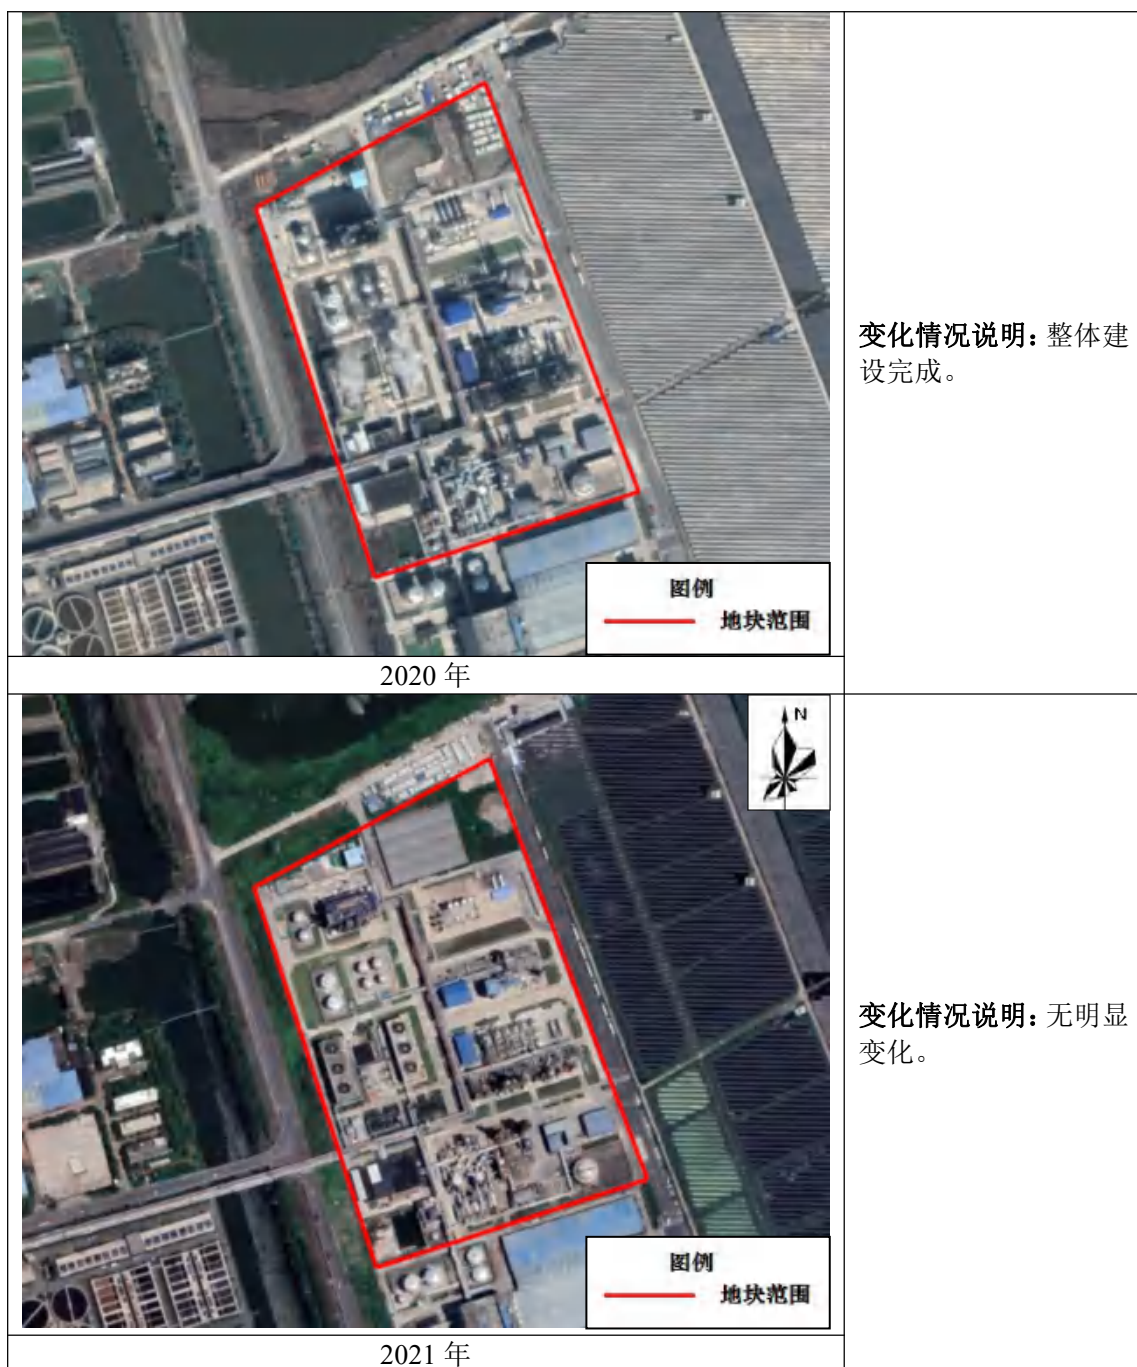 变化情况说明：整体建
设完成。
图例
地块范围
2020 年
N
变化情况说明：无明显
变化。
图例
地块范围
2021 年